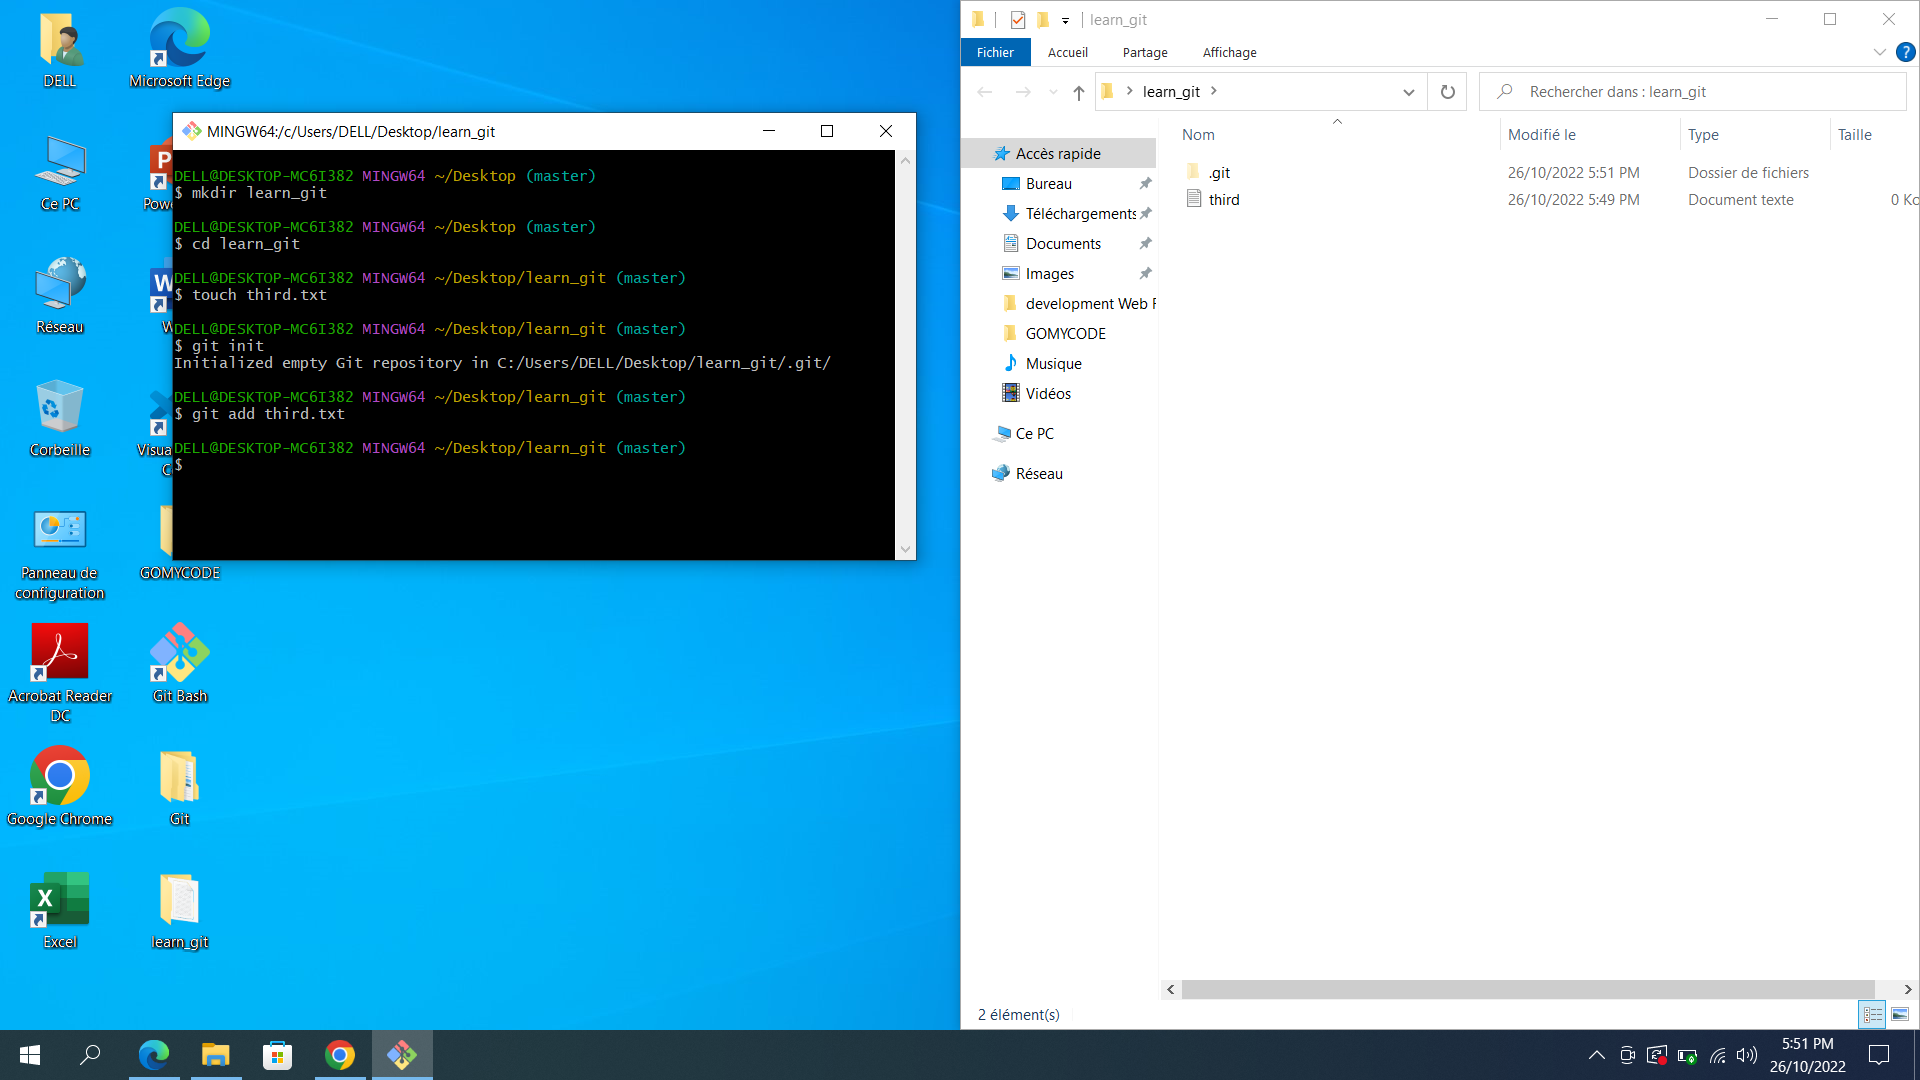 DELL
Microsoft Edge
Ce PC
Réseau
Corbeille
Panneau de
configuration
GOMYCODE
Acrobat Reader
DC
Git Bash
Google Chrome
Git
Excel
learn_git
MINGW64:/c/Users/DELL/Desktop/learn_git
DELL@DESKTOP-MC6I382 MINGW64 ~/Desktop (master)
$ mkdir learn_git
DELL@DESKTOP-MC6I382 MINGW64 ~/Desktop (master)
$ cd learn_git
DELL@DESKTOP-MC6I382 MINGW64 ~/Desktop/learn_git (master)
$ touch third.txt
DELL@DESKTOP-MC6I382 MINGW64 ~/Desktop/learn_git (master)
$ git init
Initialized empty Git repository in C:/Users/DELL/Desktop/learn_git/.git/
DELL@DESKTOP-MC6I382 MINGW64 ~/Desktop/learn_git (master)
$ git add third.txt
DELL@DESKTOP-MC6I382 MINGW64 ~/Desktop/learn_git (master)
$
learn_git
Fichier Accueil Partage Affichage
learn_git
Rechercher dans : learn_git
Nom Modifié le Type Taille
.git 26/10/2022 5:51 PM Dossier de fichiers
third 26/10/2022 5:49 PM Document texte 0 Ko
Accès rapide
Bureau
Téléchargements
Documents
Images
development Web F
GOMYCODE
Musique
Vidéos
Ce PC
Réseau
2 élément(s)
5:51 PM
26/10/2022